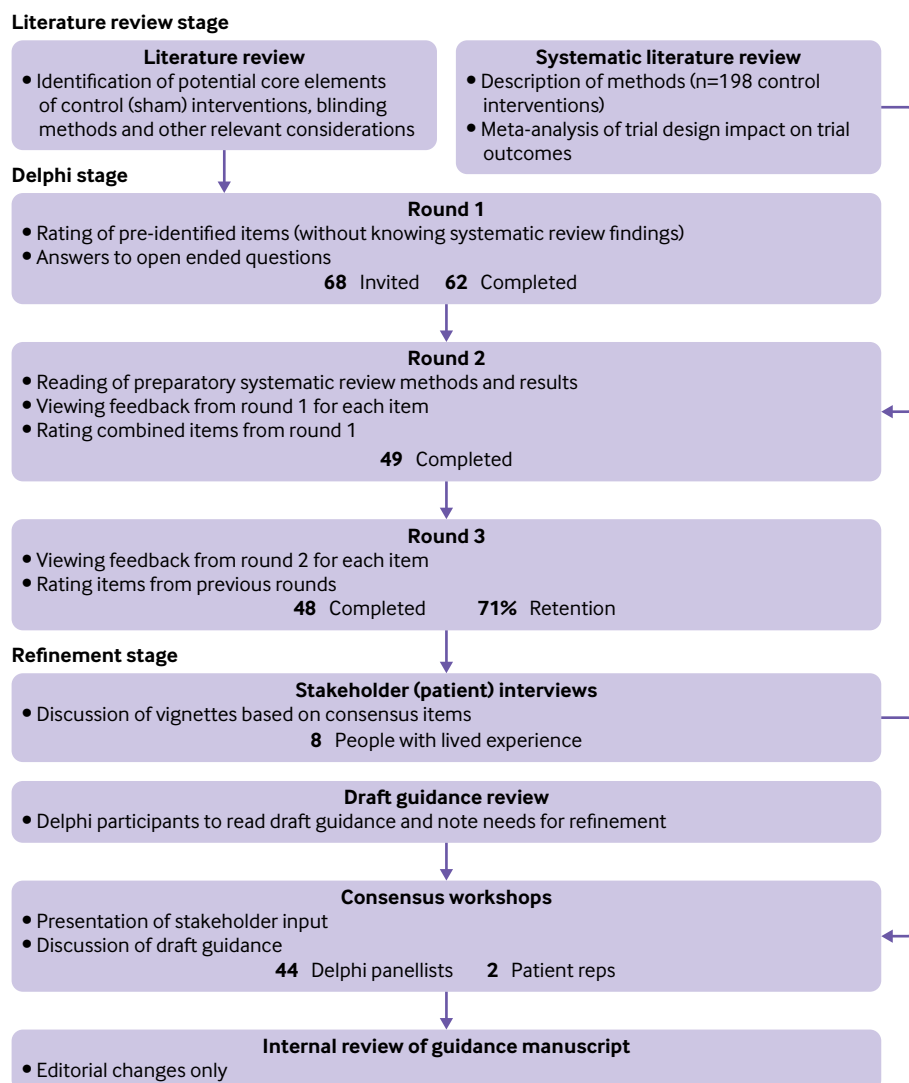 Literature review stage
Literature review
• Identification of potential core elements
of control (sham) interventions, blinding
methods and other relevant considerations
Systematic literature review
• Description of methods (n=198 control
interventions)
• Meta-analysis of trial design impact on trial
outcomes
Delphi stage
Round 1
• Rating of pre-identified items (without knowing systematic review findings)
• Answers to open ended questions
68 Invited 62 Completed
Round 2
• Reading of preparatory systematic review methods and results
• Viewing feedback from round 1 for each item
• Rating combined items from round 1
49 Completed
Round 3
• Viewing feedback from round 2 for each item
• Rating items from previous rounds
48 Completed 71% Retention
Refinement stage
Stakeholder (patient) interviews
• Discussion of vignettes based on consensus items
8 People with lived experience
Draft guidance review
• Delphi participants to read draft guidance and note needs for refinement
Consensus workshops
• Presentation of stakeholder input
• Discussion of draft guidance
44 Delphi panellists 2 Patient reps
Internal review of guidance manuscript
• Editorial changes only